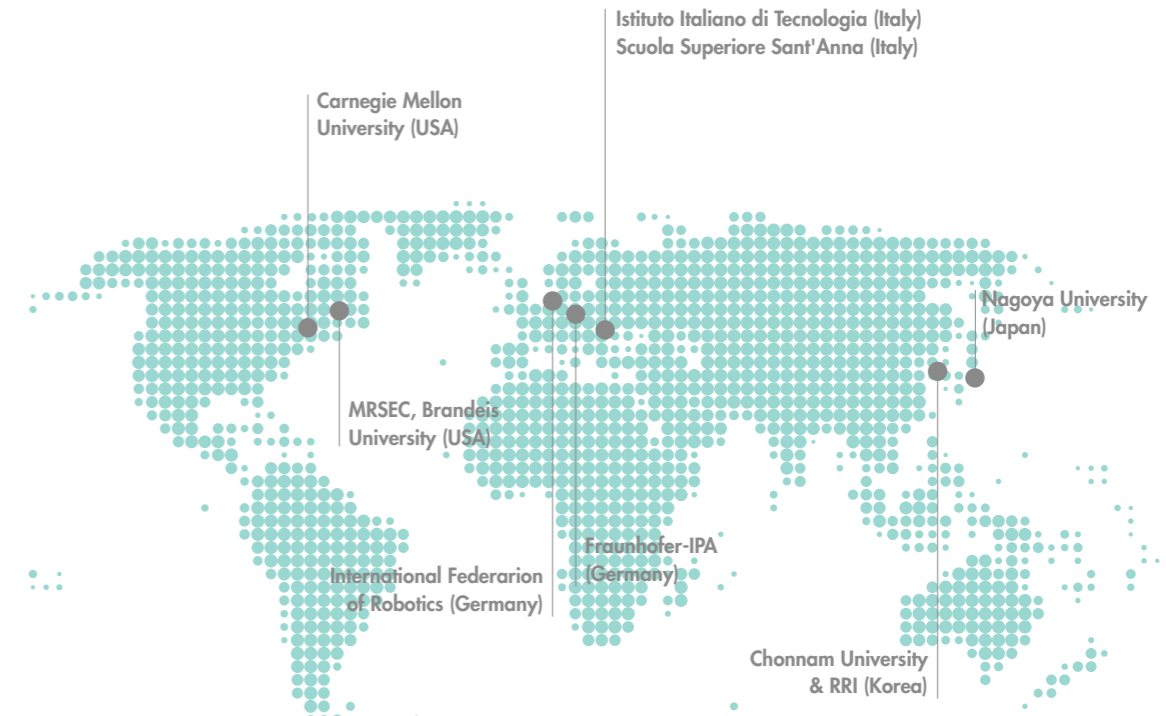 Istituto Italiano di Tecnologia (Italy)
Scuola Superiore Sant'Anna (Italy)
Carnegie Mellon
University (USA)
Nagoya University
(Japan)
MRSEC, Brandeis
University (USA)
Fraunhofer-IPA
(Germany)
International Federarion
of Robotics (Germany)
Chonnam University
& RRI (Korea)